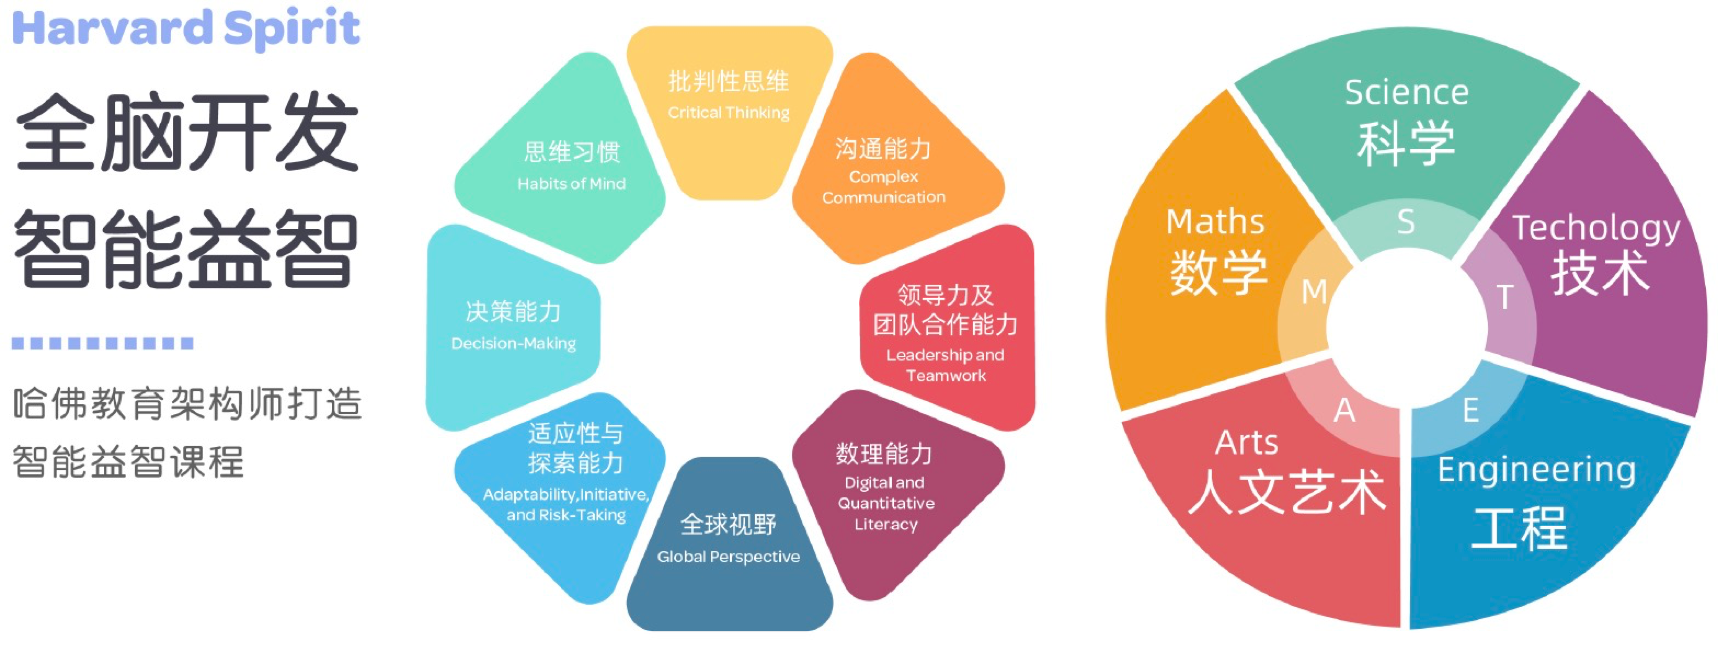 Harvard Spirit
全脑开发
智能益智
哈佛教育架构师打造
智能益智课程
批判性思维
Critical Thinking
沟通能力
Complex
Communication
领导力及
团队合作能力
Leadership and
Teamwork
数理能力
Digital and
Quantitative
Literacy
全球视野
Global Perspective
适应性与
探索能力
Adaptability,Initiative,
and Risk-Taking
决策能力
Decision-Making
思维习惯
Habits of Mind
Science
科学
S
Techology
技术
T
Engineering
工程
E
Arts
人文艺术
A
Maths
数学
M